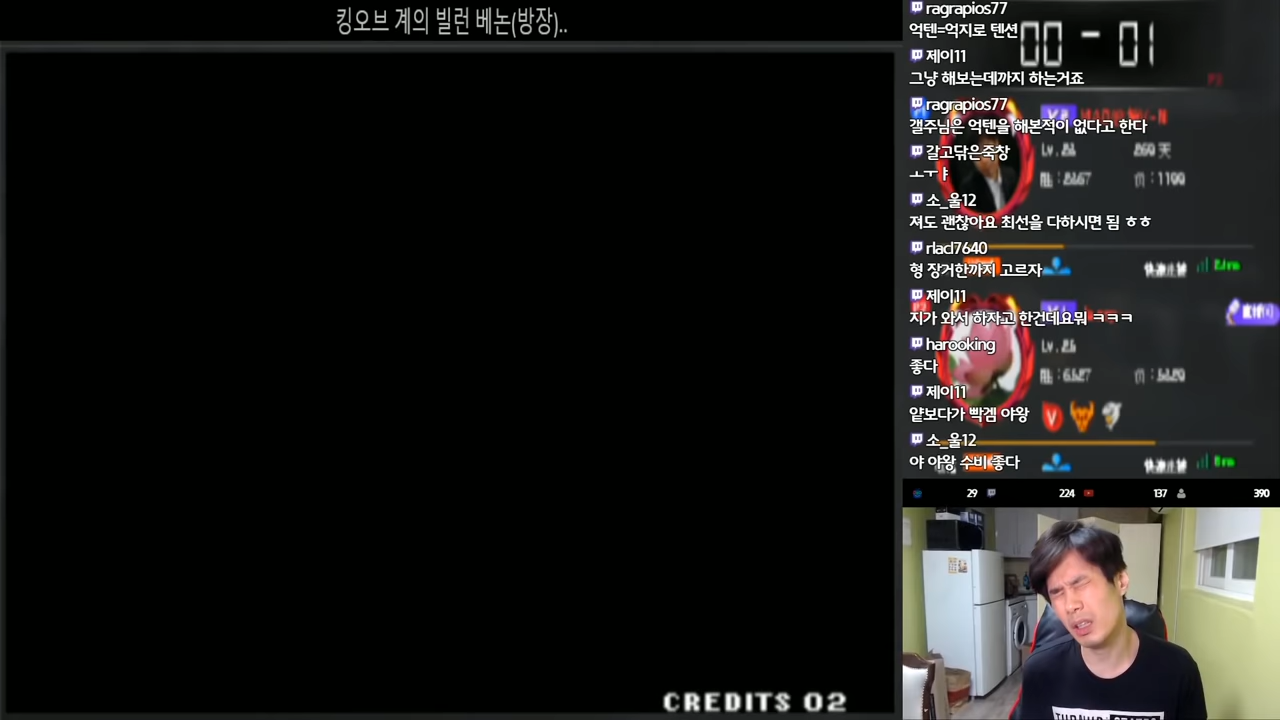 킹오브 계의 빌런 베논(방장)..
CREDITS 02
ragrapios77
억텐=억지로 텐션
00 - 01
제이11
그냥 해보는데까지 하는거죠
ragrapios77
갤주님은 억텐을 해본적이 없다고 한다
갈고닦은죽창
ㅗㅜㅑ
소_울12
져도 괜찮아요 최선을 다하시면 됨 ㅎㅎ
rlacl7640
형 장거한까지 고르자
제이11
지가 와서 하자고 한건데요뭐 ㅋㅋㅋ
harooking
좋다
제이11
얕보다가 빡겜 야왕
소_울12
야 야왕 수비 좋다
29
224
137
390